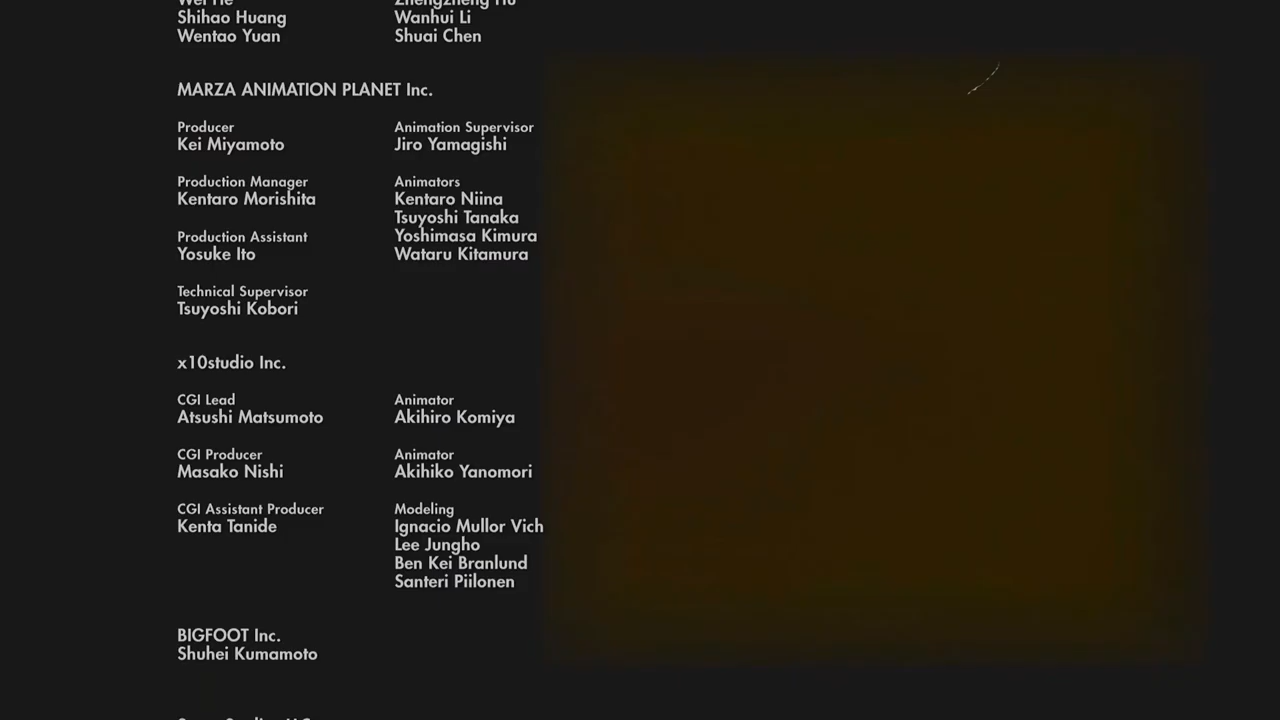 Shihao Huang
Wentao Yuan
Wanhui Li
Shuai Chen
MARZA ANIMATION PLANET Inc.
Producer
Kei Miyamoto
Production Manager
Kentaro Morishita
Production Assistant
Yosuke Ito
Technical Supervisor
Tsuyoshi Kobori
Animation Supervisor
Jiro Yamagishi
Animators
Kentaro Niina
Tsuyoshi Tanaka
Yoshimasa Kimura
Wataru Kitamura
x10studio Inc.
CGI Lead
Atsushi Matsumoto
CGI Producer
Masako Nishi
CGI Assistant Producer
Kenta Tanide
Animator
Akihiro Komiya
Animator
Akihiko Yanomori
Modeling
Ignacio Mullor Vich
Lee Jungho
Ben Kei Branlund
Santeri Piilonen
BIGFOOT Inc.
Shuhei Kumamoto